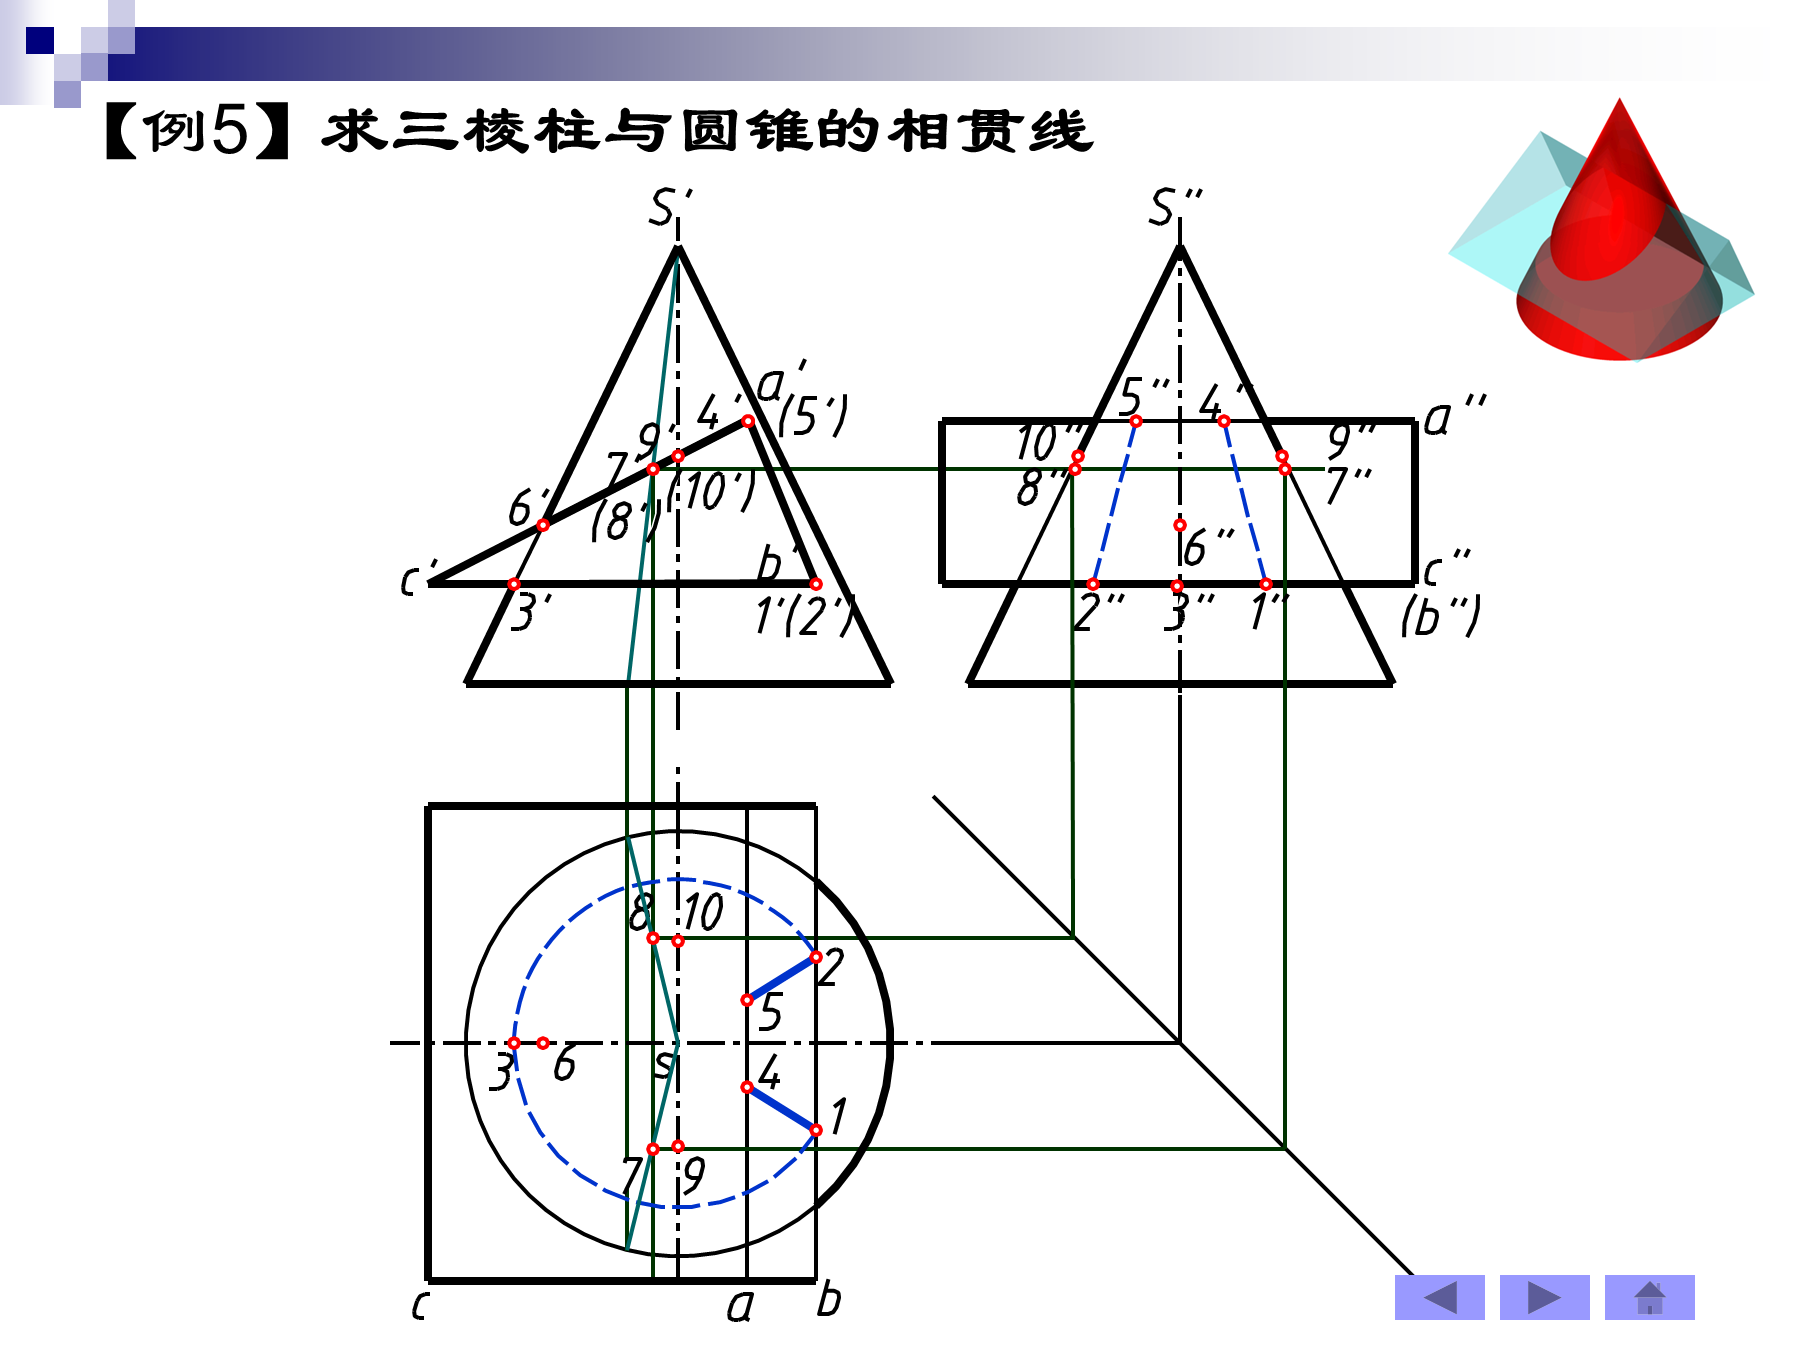 【例5】求三棱柱与圆锥的相贯线
S' S"
a'
4' (5') 5" 4" a"
9' 10" 9"
7' (10') 8" 7"
6' (8')
b' 6"
c' c"
3' 1'(2') 2" 3" 1" (b")
8 10
2
5
3 6 s 4
1
7 9
c a b